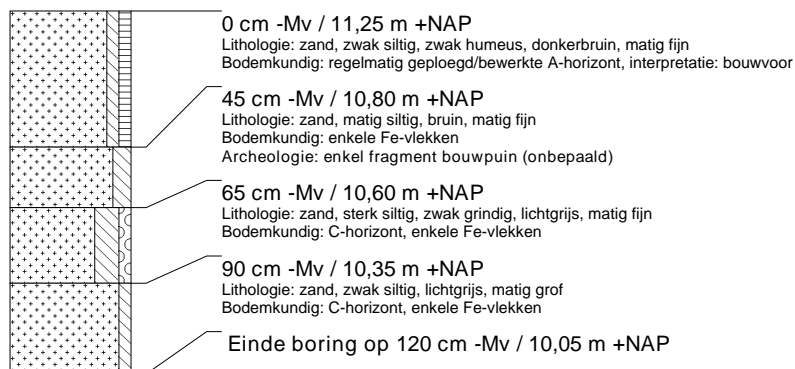 0 cm -Mv / 11,25 m +NAP
Lithologie: zand, zwak siltig, zwak humeus, donkerbruin, matig fijn
Bodemkundig: regelmatig geploegd/bewerkte A-horizont, interpretatie: bouwvoor
45 cm -Mv / 10,80 m +NAP
Lithologie: zand, matig siltig, bruin, matig fijn
Bodemkundig: enkele Fe-vlekken
Archeologie: enkel fragment bouwpuin (onbepaald)
65 cm -Mv / 10,60 m +NAP
Lithologie: zand, sterk siltig, zwak grindig, lichtgrijs, matig fijn
Bodemkundig: C-horizont, enkele Fe-vlekken
90 cm -Mv / 10,35 m +NAP
Lithologie: zand, zwak siltig, lichtgrijs, matig grof
Bodemkundig: C-horizont, enkele Fe-vlekken
Einde boring op 120 cm -Mv / 10,05 m +NAP